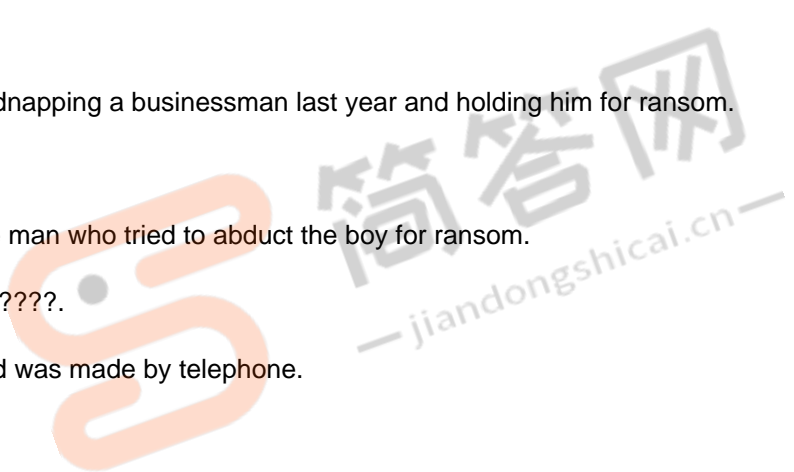 dnapping a businessman last year and holding him for ransom.
man who tried to abduct the boy for ransom.
????.
d was made by telephone.
简答网
jiandongshicai.cn